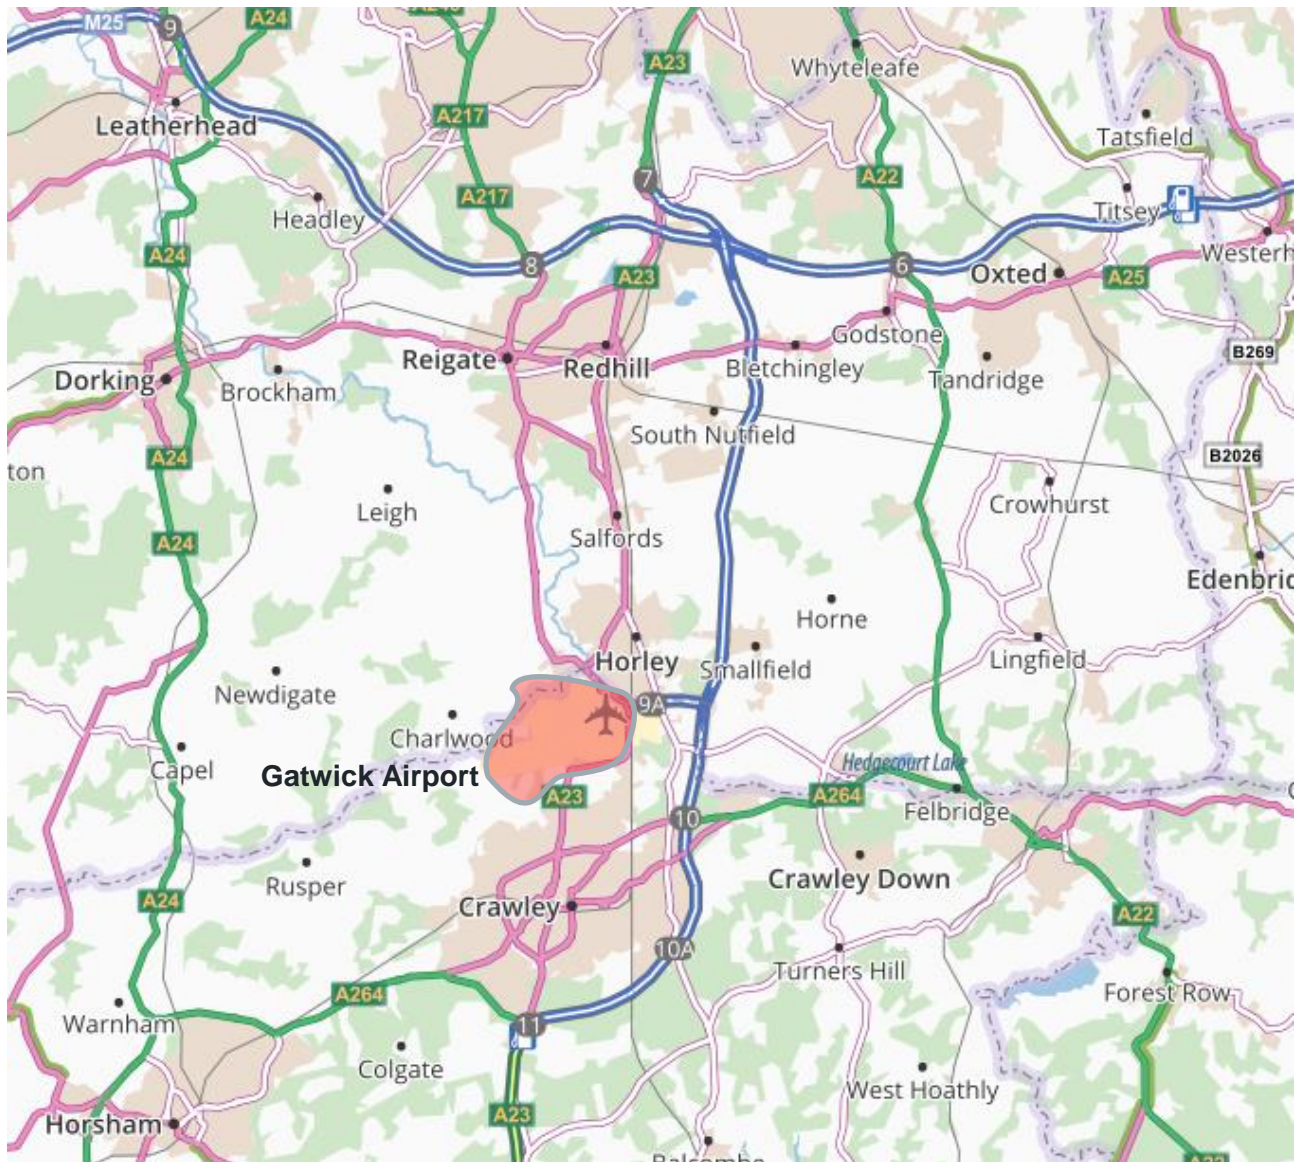 M25
9
A24
A23
Whyteleafe
A217
Leatherhead
Tatsfield
7
A22
A217
Headley
Titsey
A24
8
A23
6
Oxted
A25
Godstone
Reigate
Redhill
Bletchingley
B269
Dorking
Brockham
Tandridge
South Nutfield
A24
ton
B2026
Leigh
Crowhurst
A24
Salfords
Horne
Horley
Smallfield
Lingfield
Newdigate
9A
Charlwood
Capel
Gatwick Airport
Hedgecourt Lake
A23
A264
Felbridge
10
Rusper
Crawley Down
A24
Crawley
A22
10A
Turners Hill
A264
Forest Row
Warnham
11
Colgate
West Hoathly
A23
Horsham